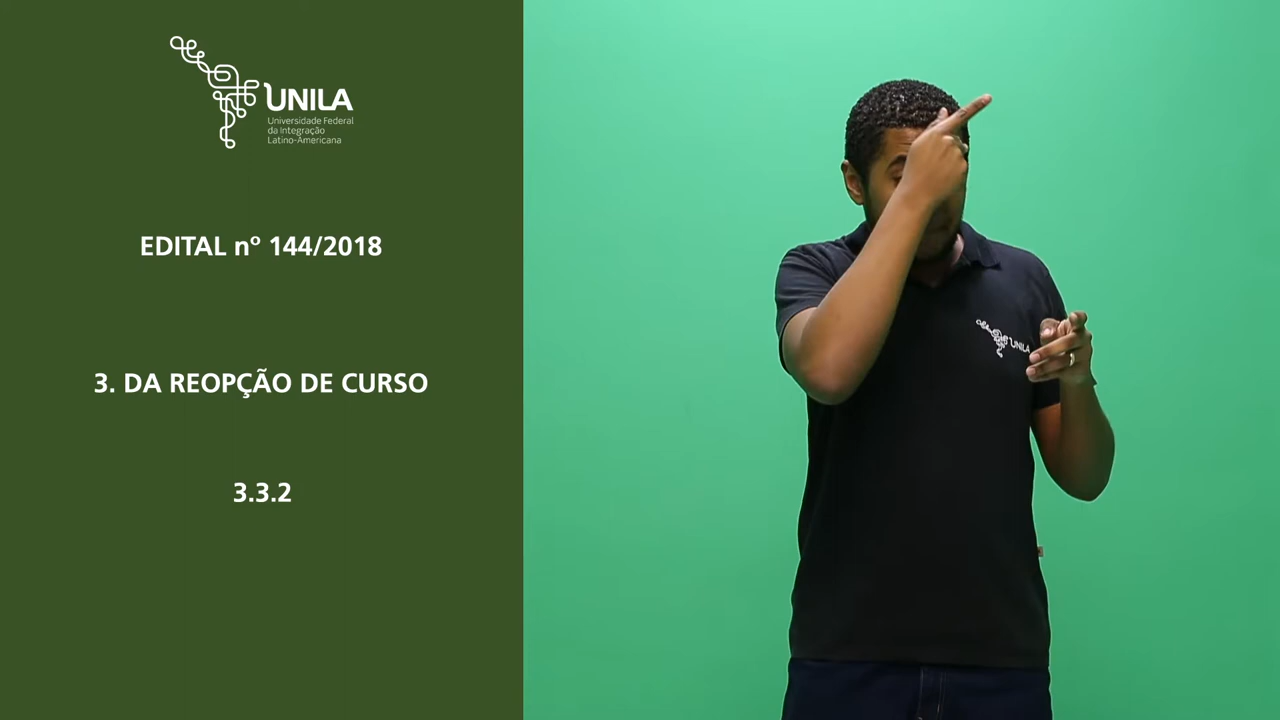 UNILA
Universidade Federal
da Integração
Latino-Americana
EDITAL nº 144/2018
3. DA REOPÇÃO DE CURSO
3.3.2
UNILA